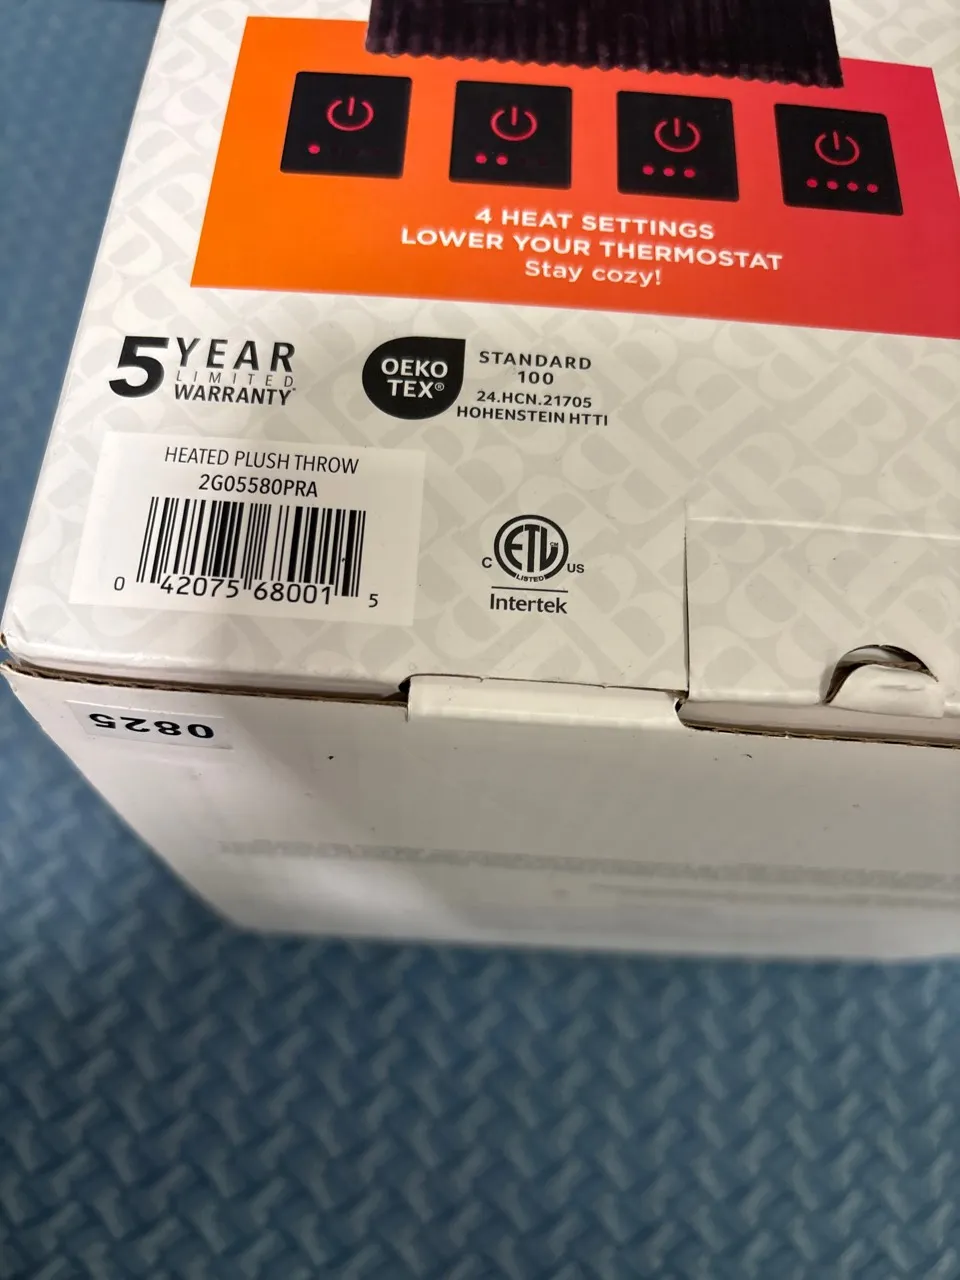 4 HEAT SETTINGS
LOWER YOUR THERMOSTAT
Stay cozy!
5 YEAR
LIMITED
WARRANTY*
OEKO
TEX®
STANDARD
100
24.HCN.21705
HOHENSTEIN HTTI
HEATED PLUSH THROW
2G05580PRA
0 42075 68001 5
C ETL CM US
LISTED
Intertek
0825